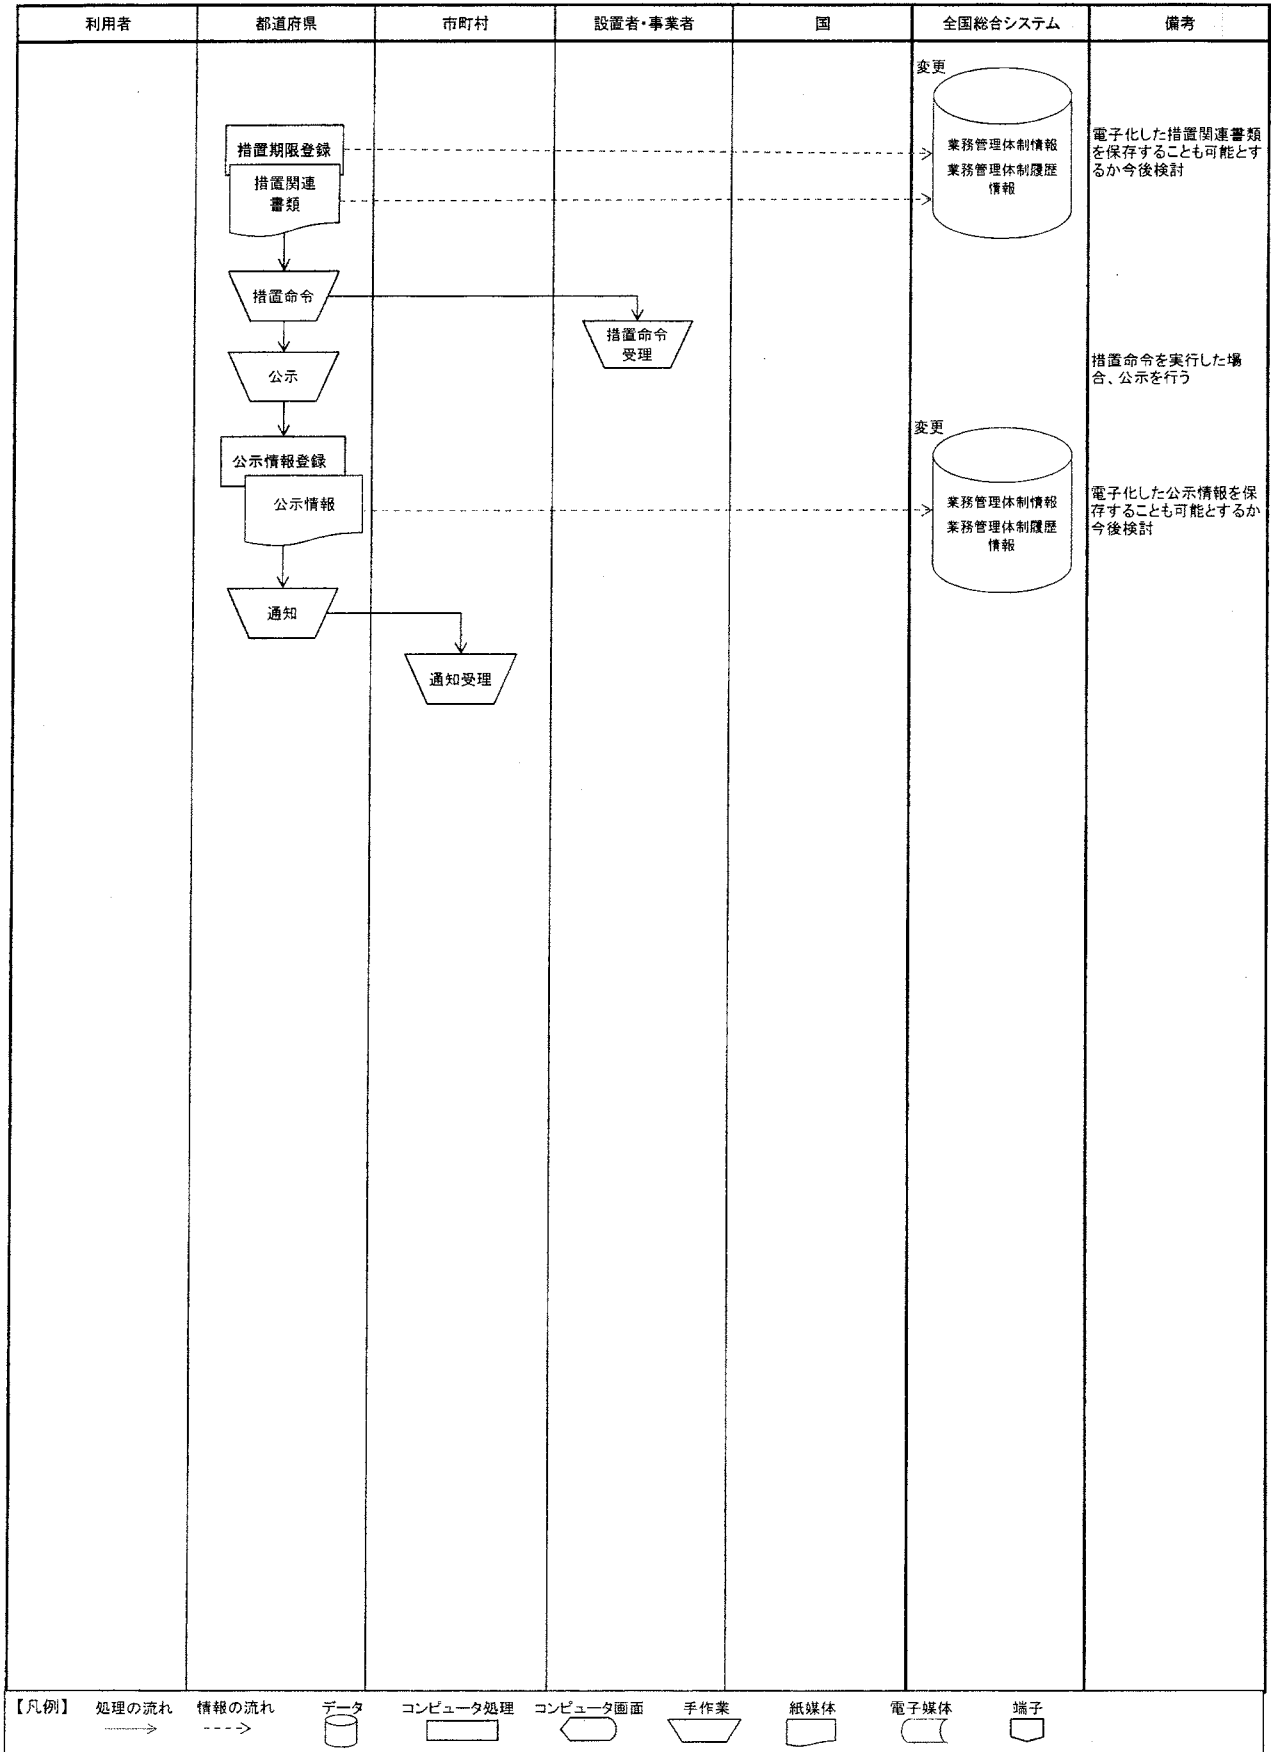 利用者 都道府県 市町村 設置者・事業者 国 全国総合システム 備考
変更
措置期限登録
措置関連
書類
業務管理体制情報
業務管理体制履歴
情報
電子化した措置関連書類
を保存することも可能とす
るか今後検討
措置命令
措置命令
受理
公示
措置命令を実行した場
合、公示を行う
変更
公示情報登録
公示情報
業務管理体制情報
業務管理体制履歴
情報
電子化した公示情報を保
存することも可能とするか
今後検討
通知
通知受理
【凡例】 処理の流れ 情報の流れ データ コンピュータ処理 コンピュータ画面 手作業 紙媒体 電子媒体 端子